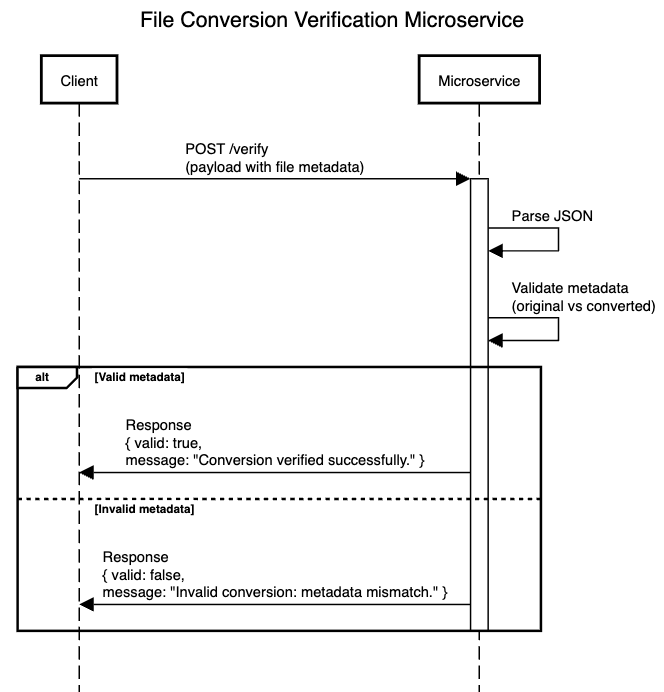 File Conversion Verification Microservice
Client
Microservice
POST /verify
(payload with file metadata)
Parse JSON
Validate metadata
(original vs converted)
alt
[Valid metadata]
Response
{ valid: true,
message: "Conversion verified successfully." }
[Invalid metadata]
Response
{ valid: false,
message: "Invalid conversion: metadata mismatch." }